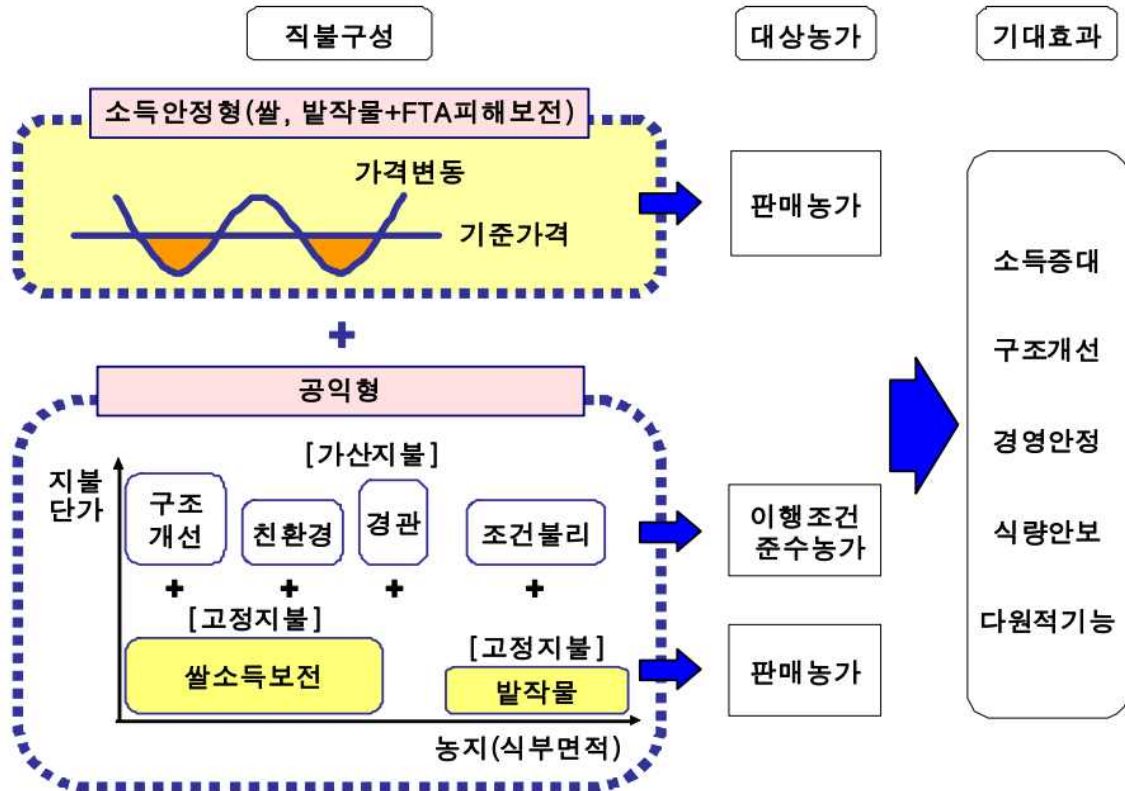 직불구성
대상농가
기대효과
소득안정형(쌀, 밭작물+FTA피해보전)
가격변동
기준가격
판매농가
+
공익형
[가산지불]
지불
단가
구조
개선
친환경
경관
조건불리
+
+
+
+
이행조건
준수농가
[고정지불]
쌀소득보전
[고정지불]
밭작물
판매농가
농지(식부면적)
소득증대
구조개선
경영안정
식량안보
다원적기능